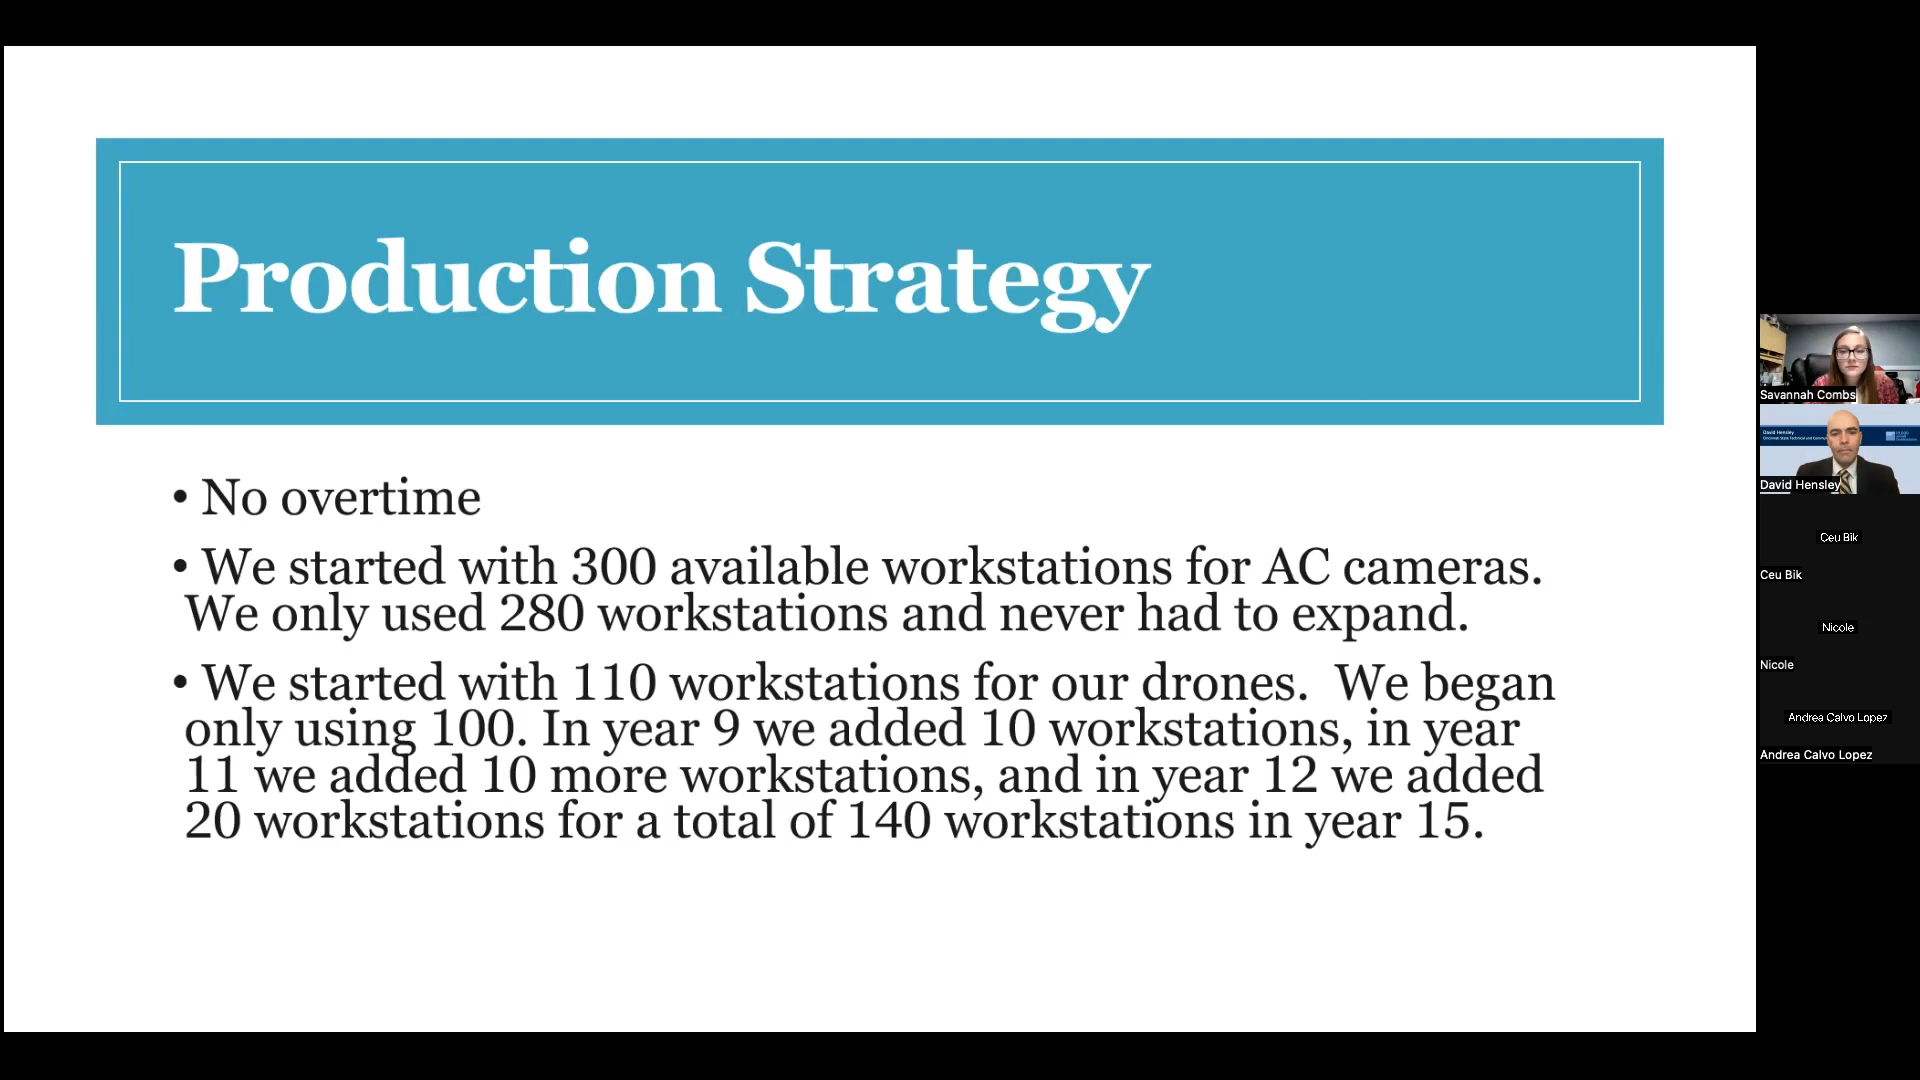 Production Strategy
• No overtime
• We started with 300 available workstations for AC cameras.
We only used 280 workstations and never had to expand.
• We started with 110 workstations for our drones.  We began
only using 100. In year 9 we added 10 workstations, in year
11 we added 10 more workstations, and in year 12 we added
20 workstations for a total of 140 workstations in year 15.
Savannah Combs
David Hensley
David Hensley
Ceu Bik
Ceu Bik
Nicole
Nicole
Andrea Calvo Lopez
Andrea Calvo Lopez